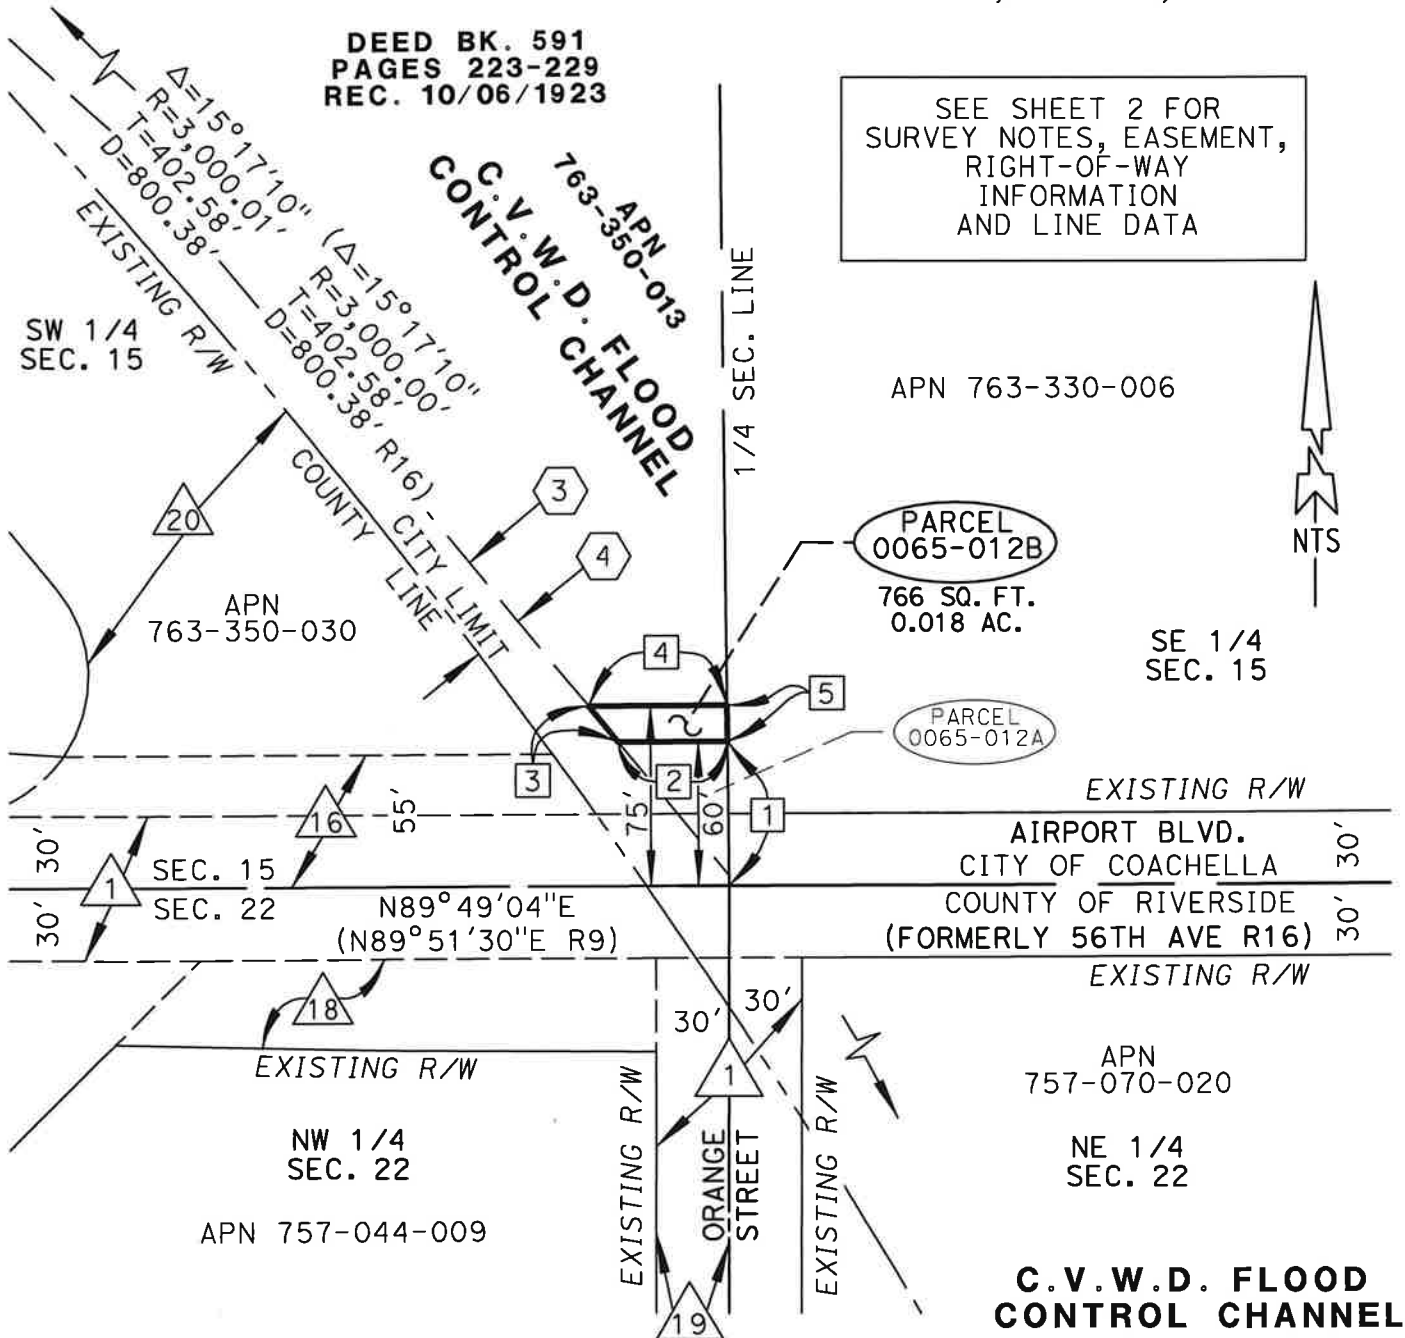 DEED BK. 591
PAGES 223-229
REC. 10/06/1923
SEE SHEET 2 FOR
SURVEY NOTES, EASEMENT,
RIGHT-OF-WAY
INFORMATION
AND LINE DATA
Δ=15°17'10"
R=3,000.01'
T=402.58'
D=800.38'
(Δ=15°17'10"
R=3,000.00'
T=402.58'
D=800.38' R16)
EXISTING R/W
C.V.W.D. FLOOD
CONTROL CHANNEL
APN
763-350-013
1/4 SEC. LINE
SW 1/4
SEC. 15
APN 763-330-006
NTS
COUNTY LINE
CITY LIMIT
3
4
20
PARCEL
0065-012B
766 SQ. FT.
0.018 AC.
APN
763-350-030
SE 1/4
SEC. 15
4
5
PARCEL
0065-012A
3
2
1
75'
60'
55'
16
EXISTING R/W
30'
1
30'
SEC. 15
SEC. 22
AIRPORT BLVD.
CITY OF COACHELLA
30'
COUNTY OF RIVERSIDE
(FORMERLY 56TH AVE R16)
30'
N89°49'04"E
(N89°51'30"E R9)
EXISTING R/W
18
30'
30'
1
EXISTING R/W
APN
757-070-020
NW 1/4
SEC. 22
NE 1/4
SEC. 22
EXISTING R/W
ORANGE
STREET
EXISTING R/W
APN 757-044-009
19
C.V.W.D. FLOOD
CONTROL CHANNEL